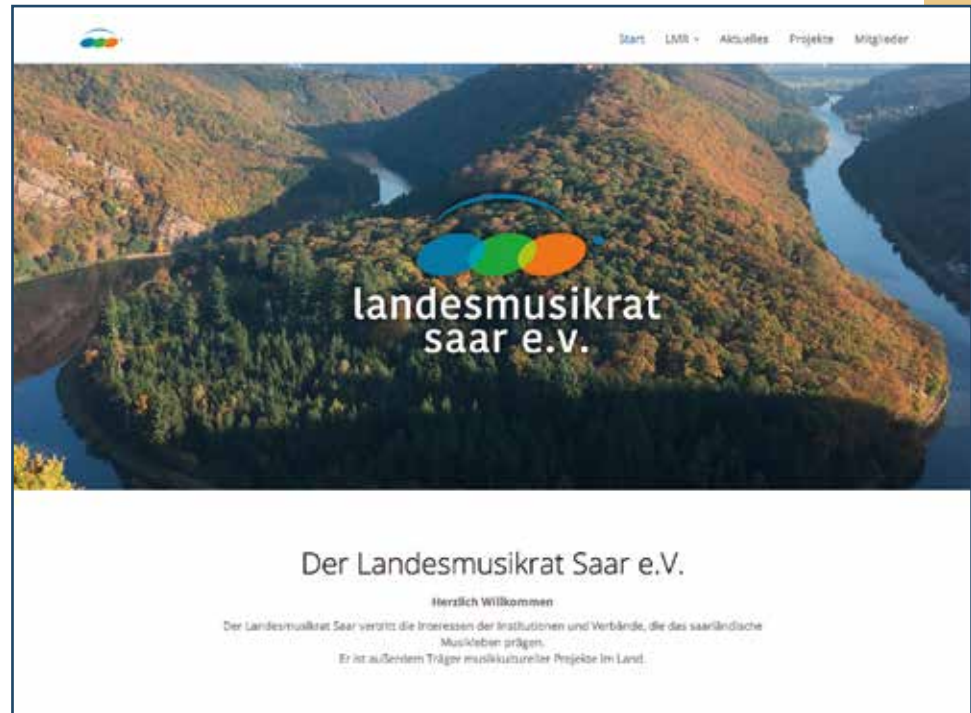 Start LMR Aktuelles Projekte Mitglieder
landesmusikrat
saar e.v.
Der Landesmusikrat Saar e.V.
Herzlich Willkommen
Der Landesmusikrat Saar vertritt die Interessen der Institutionen und Verbände, die das saarländische
Musikleben prägen.
Er ist außerdem Träger musikkultureller Projekte im Land.